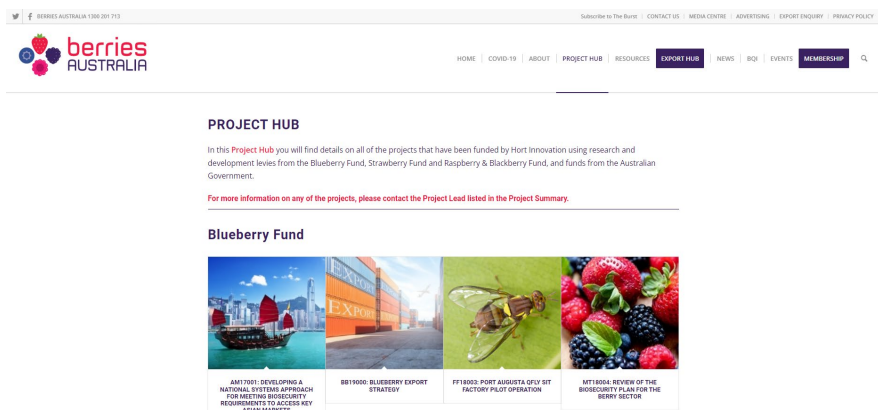 BERRIES AUSTRALIA 1300 201 713
Subscribe to The Burst | CONTACT US | MEDIA CENTRE | ADVERTISING | EXPORT ENQUIRY | PRIVACY POLICY
berries
AUSTRALIA
HOME | COVID-19 | ABOUT | PROJECT HUB | RESOURCES EXPORT HUB | NEWS | BQI | EVENTS MEMBERSHIP
PROJECT HUB
In this Project Hub you will find details on all of the projects that have been funded by Hort Innovation using research and
development levies from the Blueberry Fund, Strawberry Fund and Raspberry & Blackberry Fund, and funds from the Australian
Government.
For more information on any of the projects, please contact the Project Lead listed in the Project Summary.
Blueberry Fund
EXPORT
EXPORT
AM17001: DEVELOPING A
NATIONAL SYSTEMS APPROACH
FOR MEETING BIOSECURITY
REQUIREMENTS TO ACCESS KEY
ASIAN MARKETS
BB19000: BLUEBERRY EXPORT
STRATEGY
FF18003: PORT AUGUSTA QFLY SIT
FACTORY PILOT OPERATION
MT18004: REVIEW OF THE
BIOSECURITY PLAN FOR THE
BERRY SECTOR